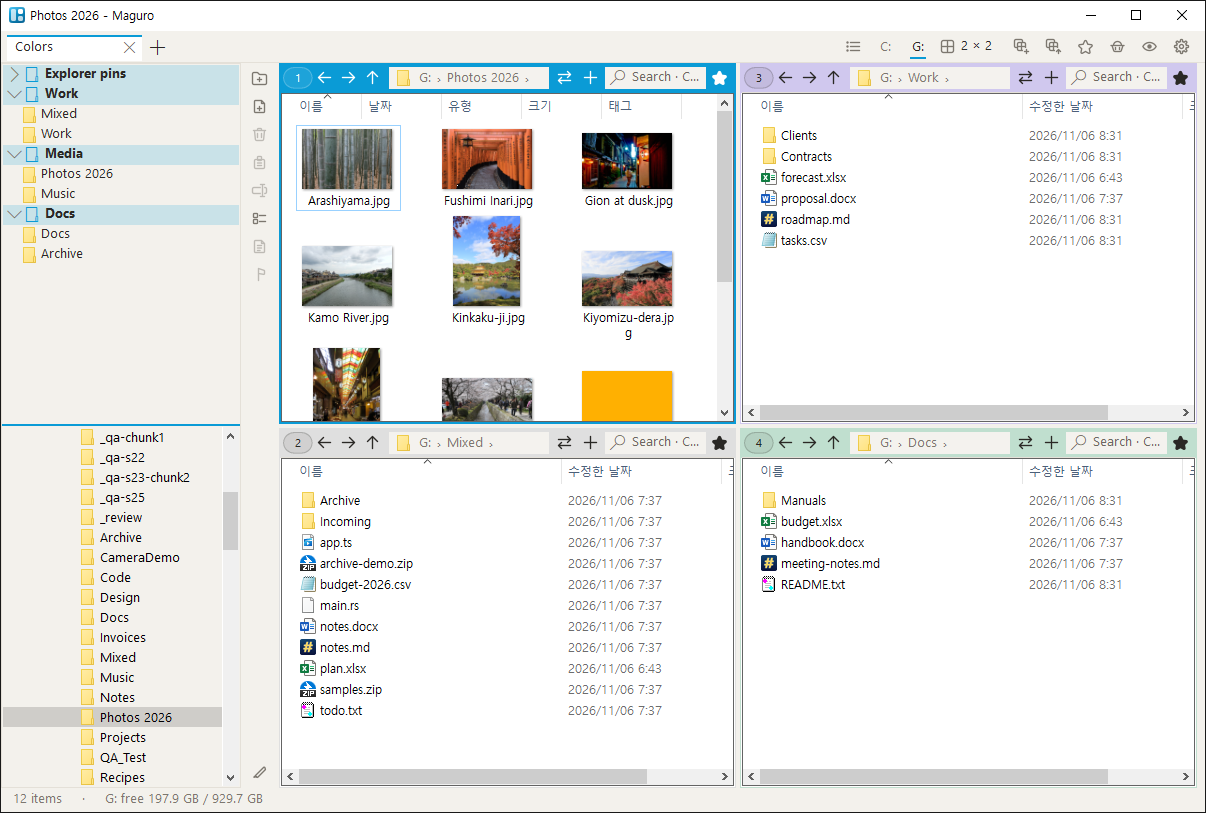 Photos 2026 - Maguro
Colors
C:
G:
2 × 2
Explorer pins
Work
Mixed
Work
Media
Photos 2026
Music
Docs
Docs
Archive
_qa-chunk1
_qa-s22
_qa-s23-chunk2
_qa-s25
_review
Archive
CameraDemo
Code
Design
Docs
Invoices
Mixed
Music
Notes
Photos 2026
Projects
QA_Test
Recipes
1
G: › Photos 2026 ›
Search · C...
이름 날짜 유형 크기 태그
Arashiyama.jpg
Fushimi Inari.jpg
Gion at dusk.jpg
Kamo River.jpg
Kinkaku-ji.jpg
Kiyomizu-dera.jp
g
3
G: › Work ›
Search · C...
이름 수정한 날짜
Clients 2026/11/06 8:31
Contracts 2026/11/06 8:31
forecast.xlsx 2026/11/06 6:43
proposal.docx 2026/11/06 7:37
roadmap.md 2026/11/06 8:31
tasks.csv 2026/11/06 8:31
2
G: › Mixed ›
Search · C...
이름 수정한 날짜
Archive 2026/11/06 7:37
Incoming 2026/11/06 7:37
app.ts 2026/11/06 7:37
archive-demo.zip 2026/11/06 7:37
budget-2026.csv 2026/11/06 7:37
main.rs 2026/11/06 7:37
notes.docx 2026/11/06 7:37
notes.md 2026/11/06 7:37
plan.xlsx 2026/11/06 6:43
samples.zip 2026/11/06 7:37
todo.txt 2026/11/06 7:37
4
G: › Docs ›
Search · C...
이름 수정한 날짜
Manuals 2026/11/06 8:31
budget.xlsx 2026/11/06 6:43
handbook.docx 2026/11/06 7:37
meeting-notes.md 2026/11/06 7:37
README.txt 2026/11/06 8:31
12 items · G: free 197.9 GB / 929.7 GB